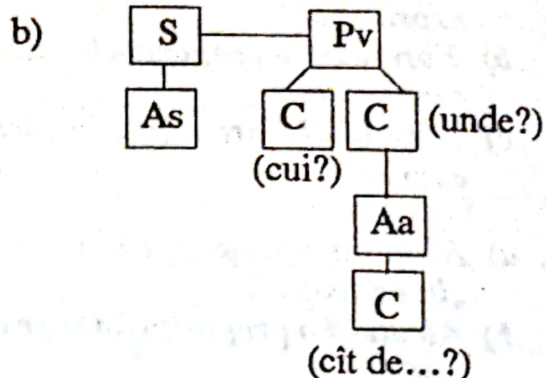 b) S Pv
As C C (unde?)
(cui?)
Aa
C
(cît de...?)